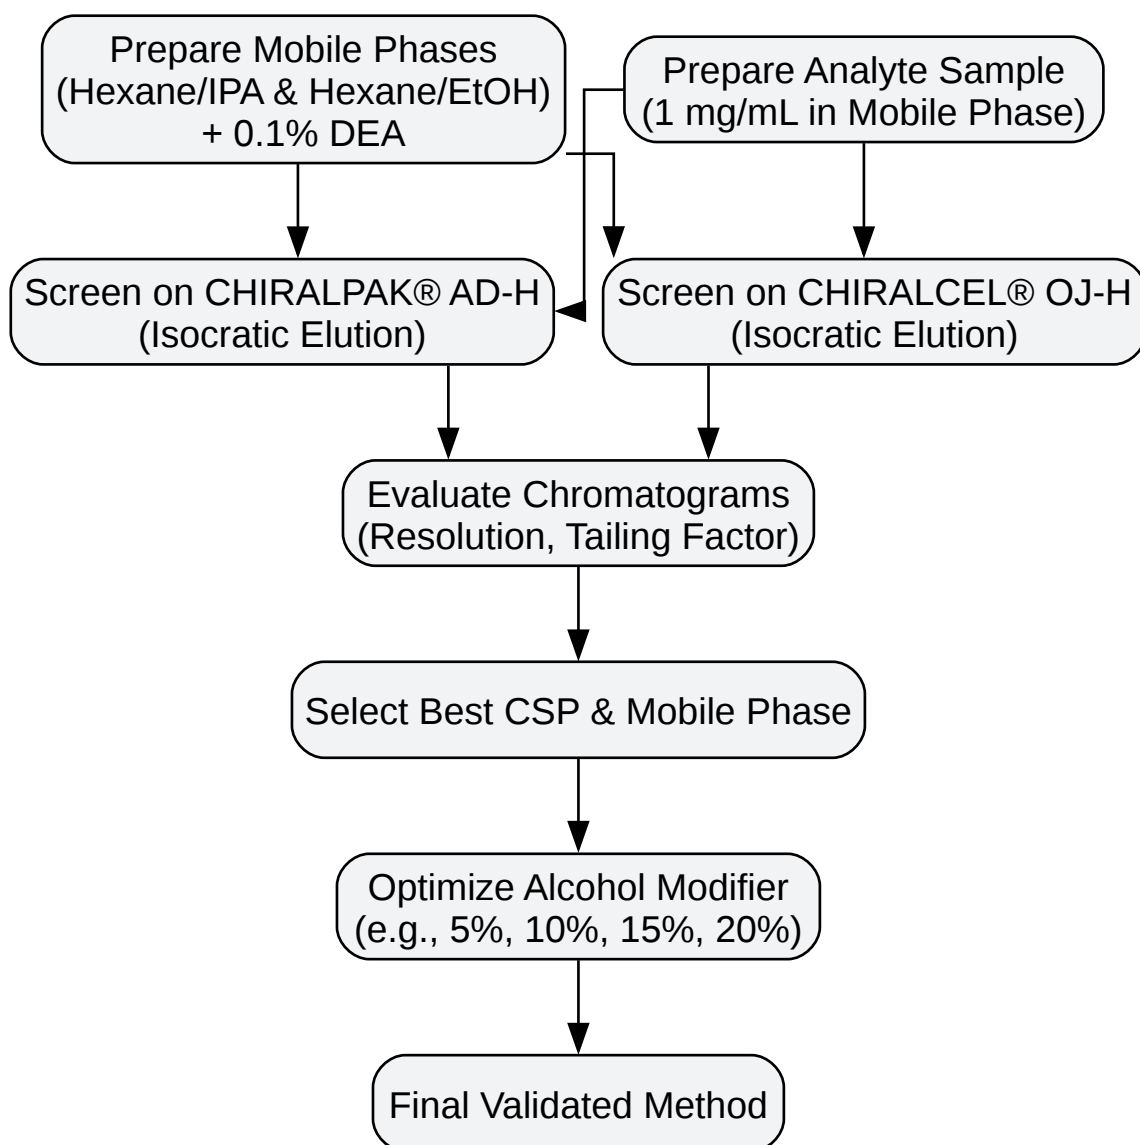 Prepare Mobile Phases
(Hexane/IPA & Hexane/EtOH)
+ 0.1% DEA
Prepare Analyte Sample
(1 mg/mL in Mobile Phase)
Screen on CHIRALPAK® AD-H
(Isocratic Elution)
Screen on CHIRALCEL® OJ-H
(Isocratic Elution)
Evaluate Chromatograms
(Resolution, Tailing Factor)
Select Best CSP & Mobile Phase
Optimize Alcohol Modifier
(e.g., 5%, 10%, 15%, 20%)
Final Validated Method